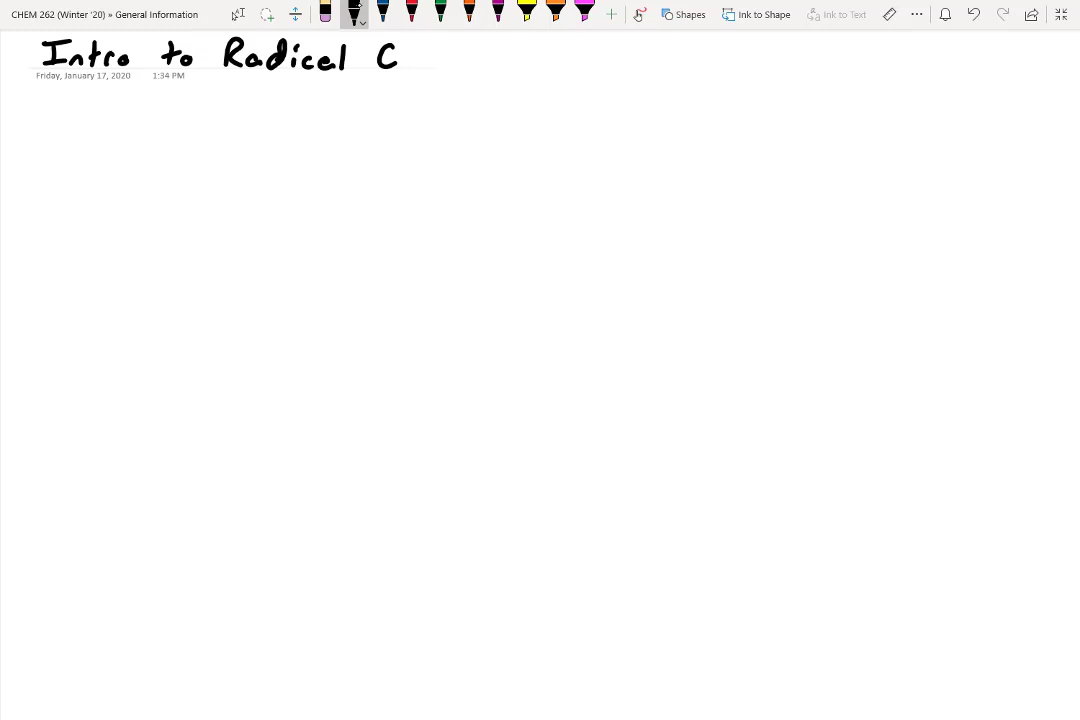 CHEM 262 (Winter '20) » General Information Shapes Ink to Shape Ink to Text
Intro to Radical C
Friday, January 17, 2020 1:34 PM